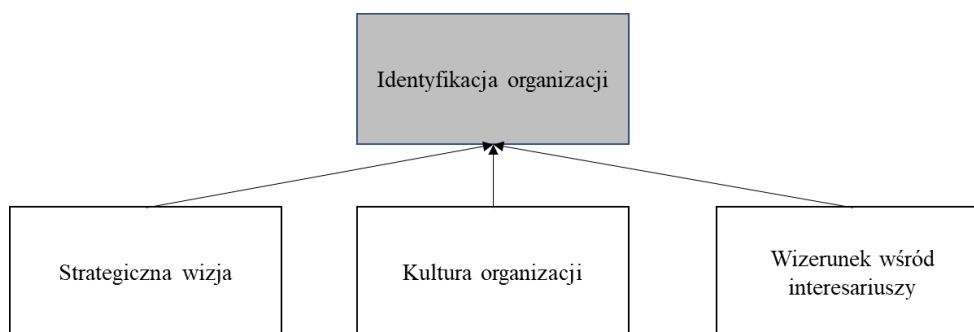 Identyfikacja organizacji
Strategiczna wizja
Kultura organizacji
Wizerunek wśród
interesariuszy